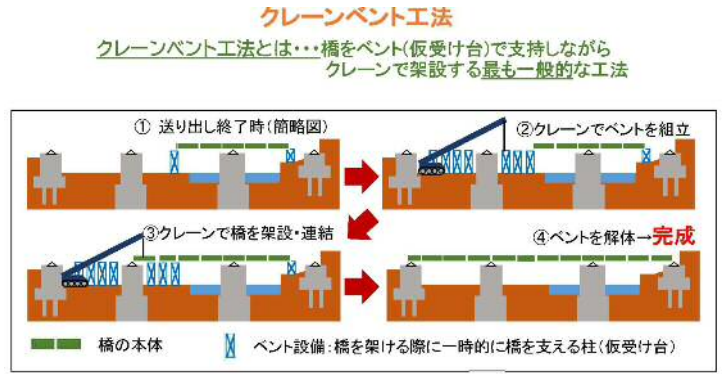 クレーンベント工法
クレーンベント工法とは・・・橋をベント(仮受け台)で支持しながら
クレーンで架設する最も一般的な工法
① 送り出し終了時(簡略図)
②クレーンでベントを組立
③クレーンで橋を架設・連結
④ベントを解体→完成
橋の本体
ベント設備：橋を架ける際に一時的に橋を支える柱(仮受け台)